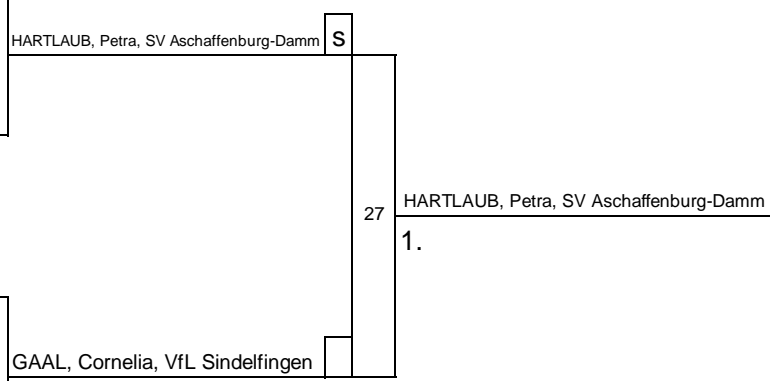 HARTLAUB, Petra, SV Aschaffenburg-Damm S
27
HARTLAUB, Petra, SV Aschaffenburg-Damm
1.
GAAL, Cornelia, VfL Sindelfingen